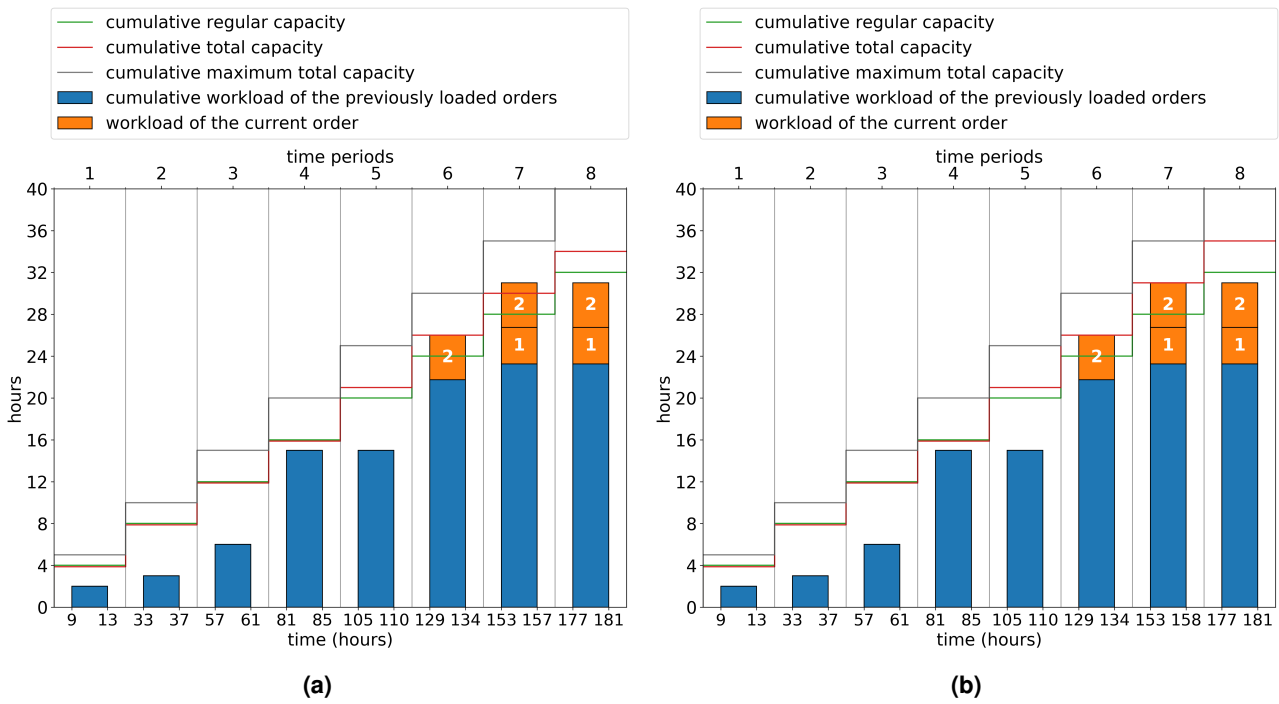 cumulative regular capacity
cumulative total capacity
cumulative maximum total capacity
cumulative workload of the previously loaded orders
workload of the current order
time periods
1 2 3 4 5 6 7 8
40
36
32
28
24
20
16
12
8
4
0
hours
2
2 2
1 1
9 13 33 37 57 61 81 85 105 110 129 134 153 157 177 181
time (hours)
(a)
cumulative regular capacity
cumulative total capacity
cumulative maximum total capacity
cumulative workload of the previously loaded orders
workload of the current order
time periods
1 2 3 4 5 6 7 8
40
36
32
28
24
20
16
12
8
4
0
hours
2
2 2
1 1
9 13 33 37 57 61 81 85 105 110 129 134 153 158 177 181
time (hours)
(b)